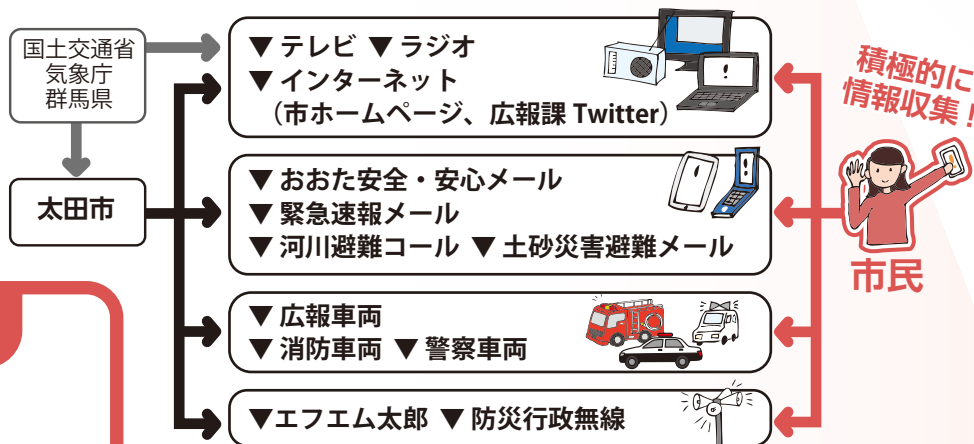 国土交通省
気象庁
群馬県
太田市
▼ テレビ ▼ ラジオ
▼ インターネット
（市ホームページ、広報課 Twitter）
▼ おおた安全・安心メール
▼ 緊急速報メール
▼ 河川避難コール ▼ 土砂災害避難メール
▼ 広報車両
▼ 消防車両 ▼ 警察車両
▼エフエム太郎 ▼ 防災行政無線
積極的に
情報収集！
市民